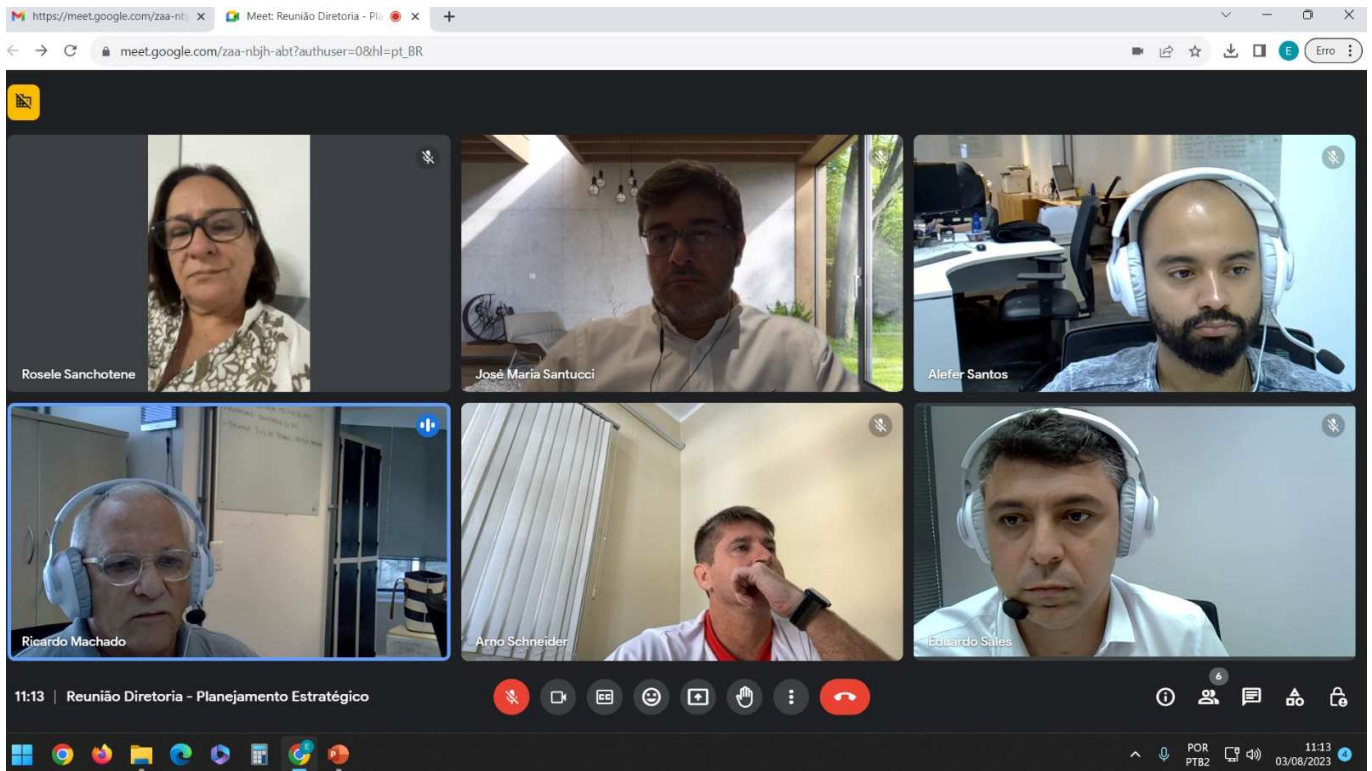 https://meet.google.com/zaa-nb
Meet: Reunião Diretoria - Pla
meet.google.com/zaa-nbjh-abt?authuser=0&hl=pt_BR
E
Erro
Rosele Sanchotene
José Maria Santucci
Alefer Santos
Ricardo Machado
Arno Schneider
Eduardo Sales
11:13 | Reunião Diretoria - Planejamento Estratégico
CC
6
POR
PTB2
11:13
03/08/2023
4